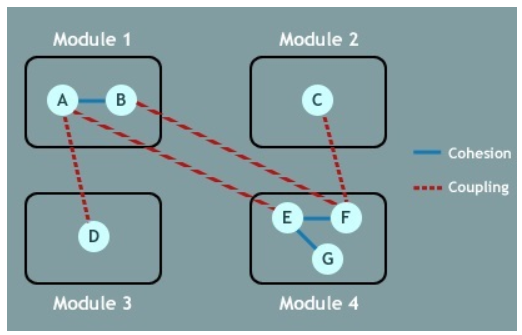 Module 1
Module 2
A
B
C
Cohesion
Coupling
D
E
F
G
Module 3
Module 4